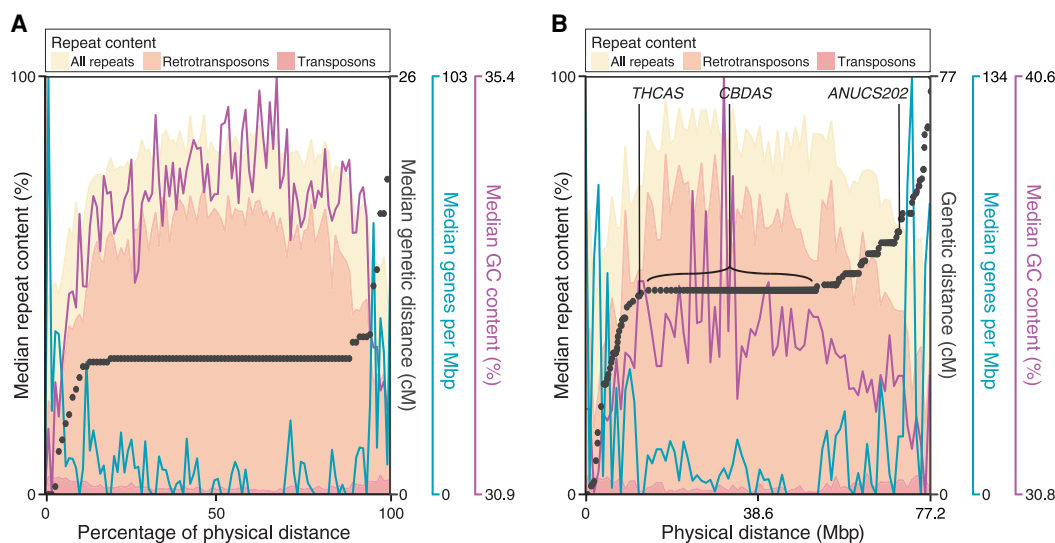 A
Repeat content
All repeats Retrotransposons Transposons
100
26
103
35.4
Median repeat content (%)
Median genetic distance (cM)
Median genes per Mbp
Median GC content (%)
0
0
0
30.9
0
50
100
Percentage of physical distance
B
Repeat content
All repeats Retrotransposons Transposons
100
77
134
40.6
THCAS CBDAS ANUCS202
Median repeat content (%)
Genetic distance (cM)
Median genes per Mbp
Median GC content (%)
0
0
0
30.8
0
38.6
77.2
Physical distance (Mbp)